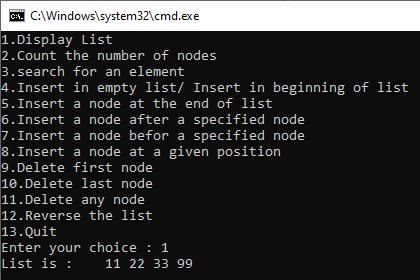 C:\Windows\system32\cmd.exe
1.Display List
2.Count the number of nodes
3.search for an element
4.Insert in empty list/ Insert in beginning of list
5.Insert a node at the end of list
6.Insert a node after a specified node
7.Insert a node befor a specified node
8.Insert a node at a given position
9.Delete first node
10.Delete last node
11.Delete any node
12.Reverse the list
13.Quit
Enter your choice : 1
List is :    11 22 33 99